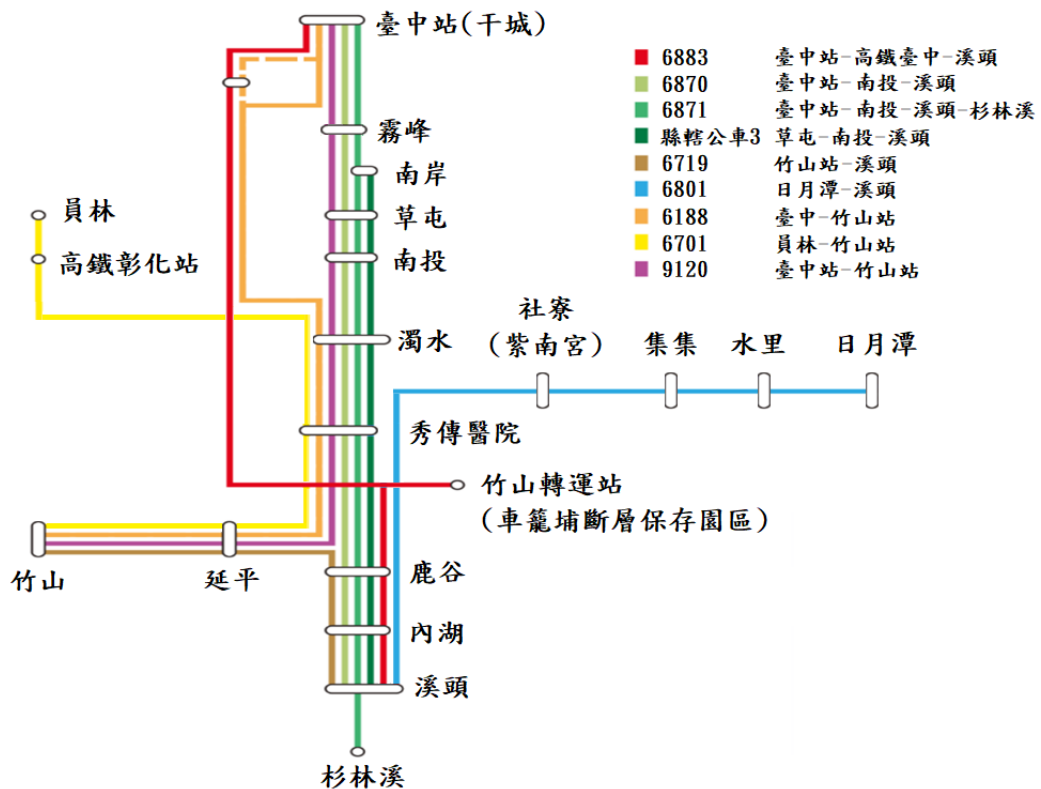 臺中站(干城)
6883 臺中站-高鐵臺中-溪頭
6870 臺中站-南投-溪頭
6871 臺中站-南投-溪頭-杉林溪
縣轄公車3 草屯-南投-溪頭
6719 竹山站-溪頭
6801 日月潭-溪頭
6188 臺中-竹山站
6701 員林-竹山站
9120 臺中站-竹山站
霧峰
南岸
草屯
南投
員林
高鐵彰化站
濁水
社寮
(紫南宮)
集集
水里
日月潭
秀傳醫院
竹山轉運站
(車籠埔斷層保存園區)
竹山
延平
鹿谷
內湖
溪頭
杉林溪